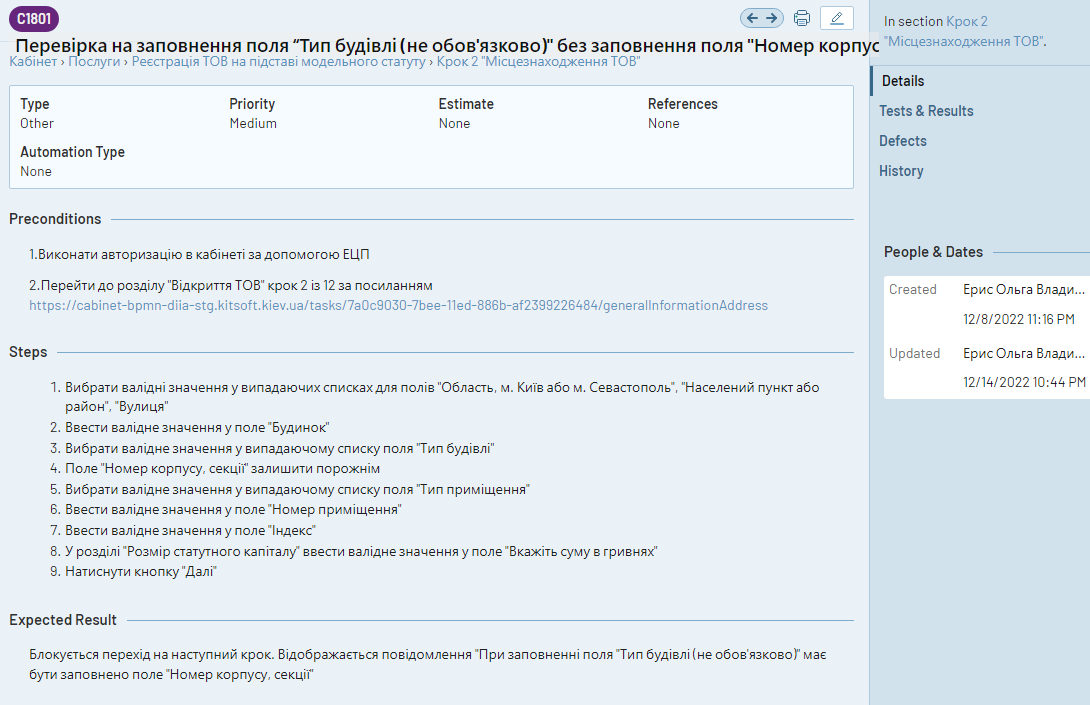 C1801
Перевірка на заповнення поля “Тип будівлі (не обов'язково)" без заповнення поля "Номер корпус
Кабінет › Послуги › Реєстрація ТОВ на підставі модельного статуту › Крок 2 "Місцезнаходження ТОВ"
Type
Priority
Estimate
References
Other
Medium
None
None
Automation Type
None
Preconditions
1.Виконати авторизацію в кабінеті за допомогою ЕЦП
2.Перейти до розділу "Відкриття ТОВ" крок 2 із 12 за посиланням
https://cabinet-bpmn-diia-stg.kitsoft.kiev.ua/tasks/7a0c9030-7bee-11ed-886b-af2399226484/generalInformationAddress
Steps
1. Вибрати валідні значення у випадаючих списках для полів "Область, м. Київ або м. Севастополь", "Населений пункт або
район", "Вулиця"
2. Ввести валідне значення у поле "Будинок"
3. Вибрати валідне значення у випадаючому списку поля "Тип будівлі"
4. Поле "Номер корпусу, секції" залишити порожнім
5. Вибрати валідне значення у випадаючому списку поля "Тип приміщення"
6. Ввести валідне значення у поле "Номер приміщення"
7. Ввести валідне значення у поле "Індекс"
8. У розділі "Розмір статутного капіталу" ввести валідне значення у поле "Вкажіть суму в гривнях"
9. Натиснути кнопку "Далі"
Expected Result
Блокується перехід на наступний крок. Відображається повідомлення "При заповненні поля "Тип будівлі (не обов'язково)" має
бути заповнено поле "Номер корпусу, секції"
In section Крок 2
"Місцезнаходження ТОВ".
Details
Tests & Results
Defects
History
People & Dates
Created
Ерис Ольга Влади...
12/8/2022 11:16 PM
Updated
Ерис Ольга Влади...
12/14/2022 10:44 PM